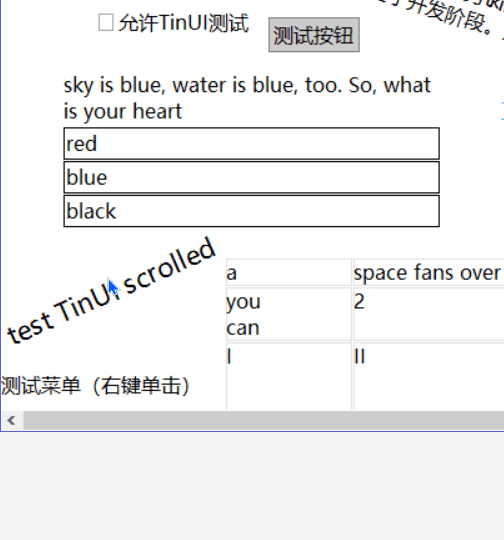 开发阶段。
允许TinUI测试
测试按钮
sky is blue, water is blue, too. So, what
is your heart
red
blue
black
test TinUI scrolled
a
space fans over
you
can
2
I
II
测试菜单（右键单击）